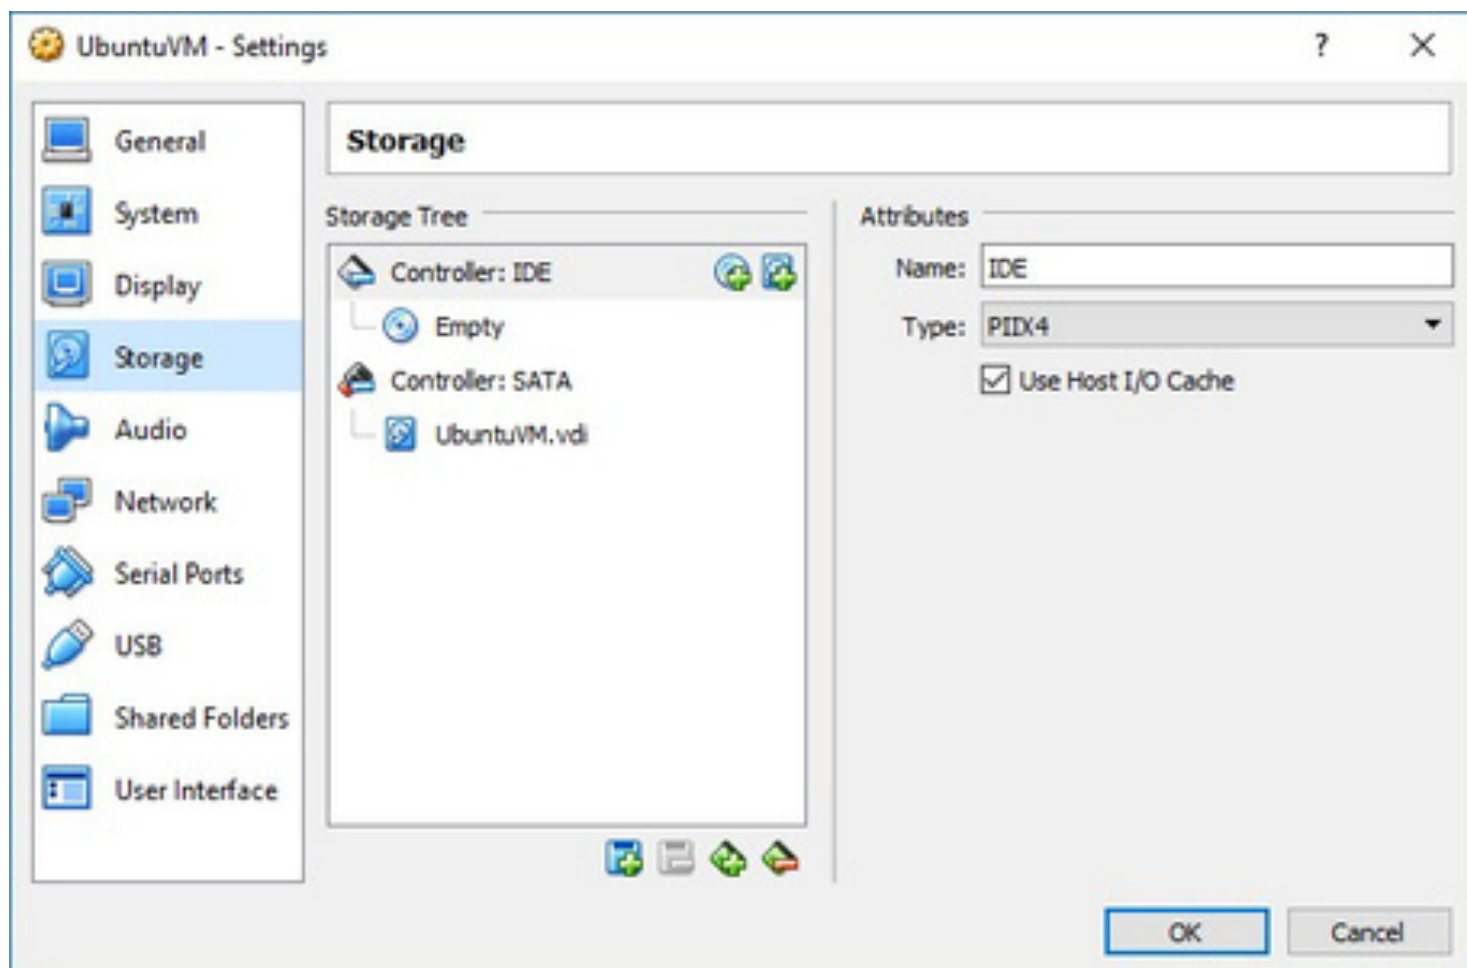 UbuntuVM - Settings
?
General
System
Display
Storage
Audio
Network
Serial Ports
USB
Shared Folders
User Interface
Storage
Storage Tree
Controller: IDE
Empty
Controller: SATA
UbuntuVM.vdi
Attributes
Name: IDE
Type: PIIX4
Use Host I/O Cache
OK
Cancel